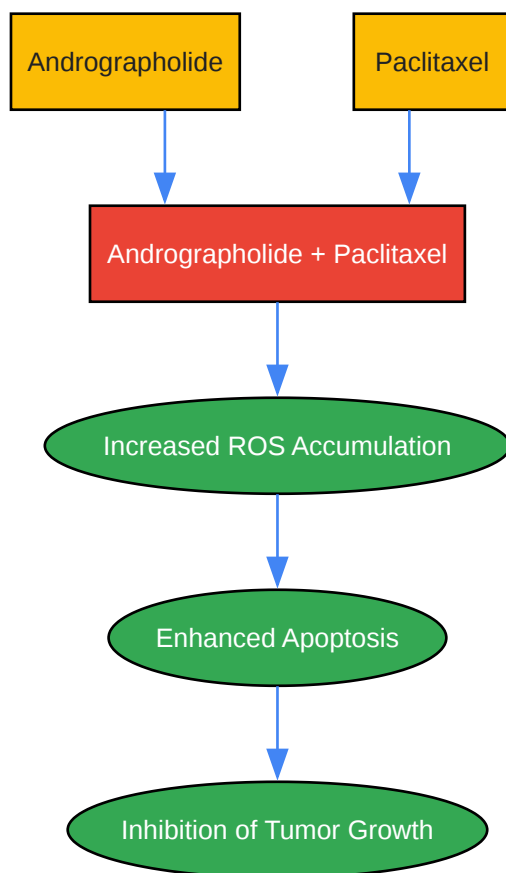 Andrographolide
Paclitaxel
Andrographolide + Paclitaxel
Increased ROS Accumulation
Enhanced Apoptosis
Inhibition of Tumor Growth